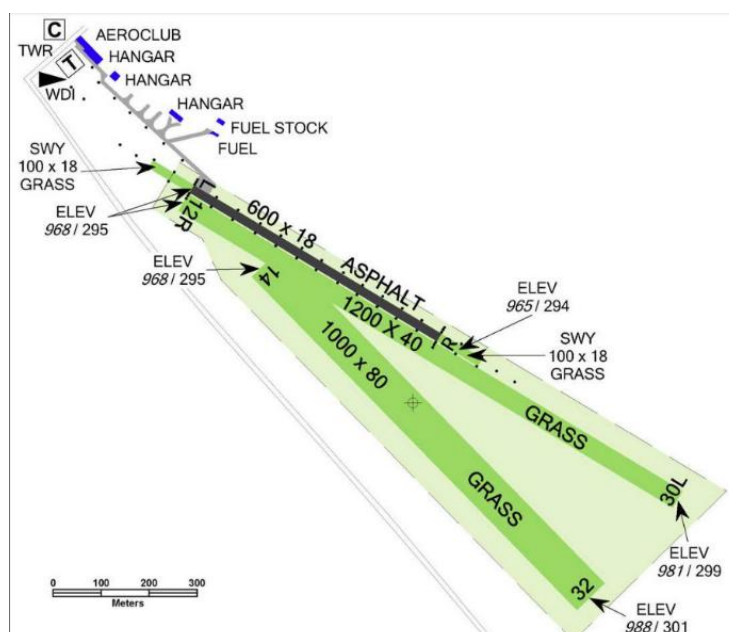 C
AEROCLUB
TWR
HANGAR
T
HANGAR
WDI
HANGAR
FUEL STOCK
FUEL
SWY
100 x 18
GRASS
L
12R
600 x 18
ASPHALT
ELEV
968 / 295
ELEV
968 / 295
14
1200 X 40
R
ELEV
965 / 294
SWY
100 x 18
GRASS
1000 x 80
GRASS
GRASS
30L
32
ELEV
981 / 299
ELEV
988 / 301
0 100 200 300
Meters